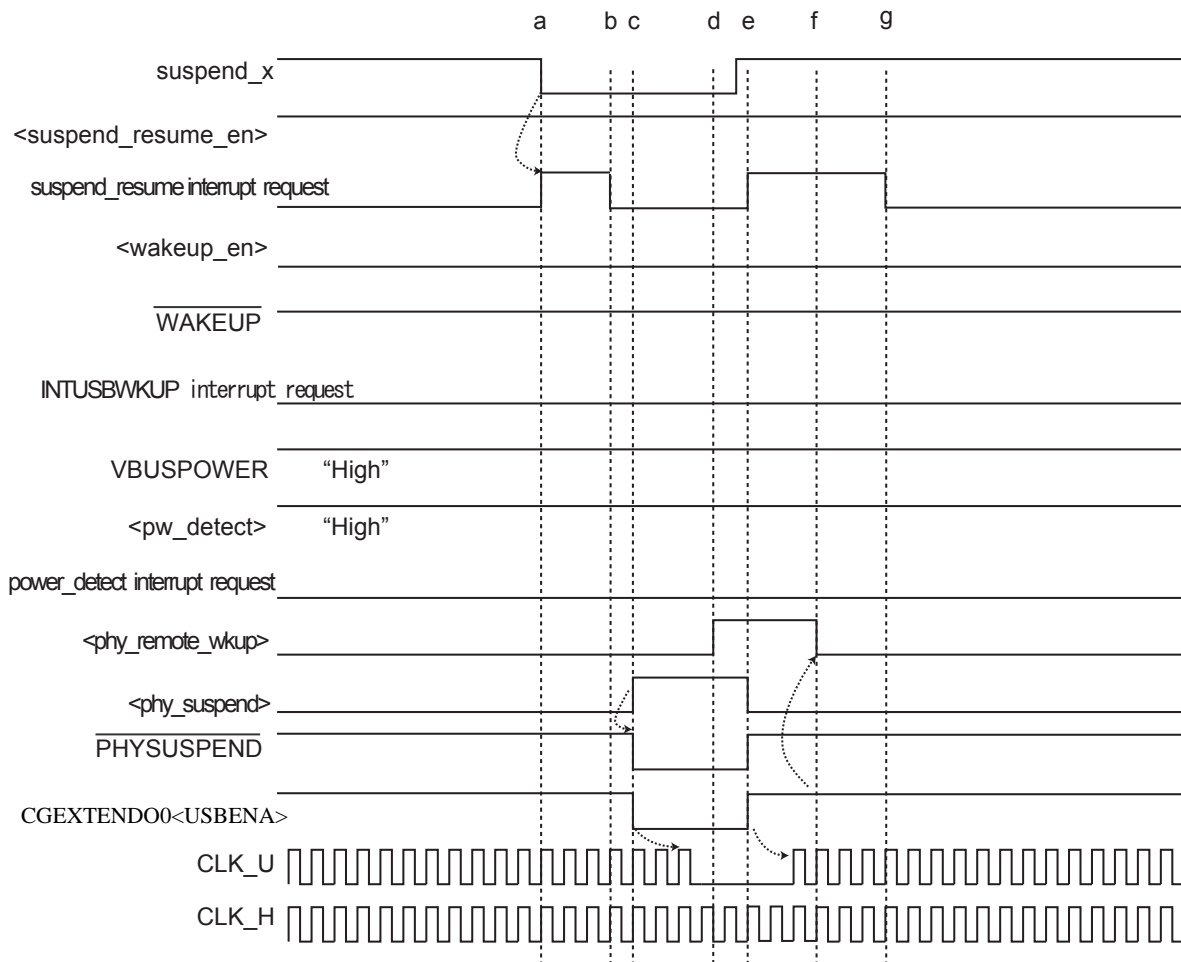 a b c d e f g
suspend_x
<suspend_resume_en>
suspend_resume interrupt request
<wakeup_en>
WAKEUP
INTUSBWKUP interrupt request
VBUSPOWER “High”
<pw_detect> “High”
power_detect interrupt request
<phy_remote_wkup>
<phy_suspend>
PHYSUSPEND
CGEXTENDO0<USBENA>
CLK_U
CLK_H